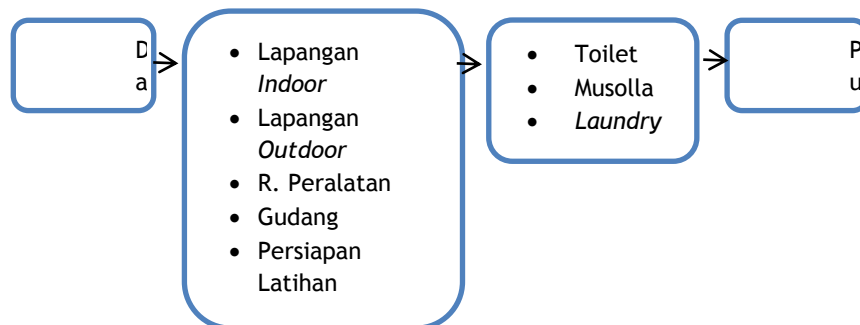 D
a
• Lapangan
Indoor
• Lapangan
Outdoor
• R. Peralatan
• Gudang
• Persiapan
Latihan
• Toilet
• Musolla
• Laundry
P
u